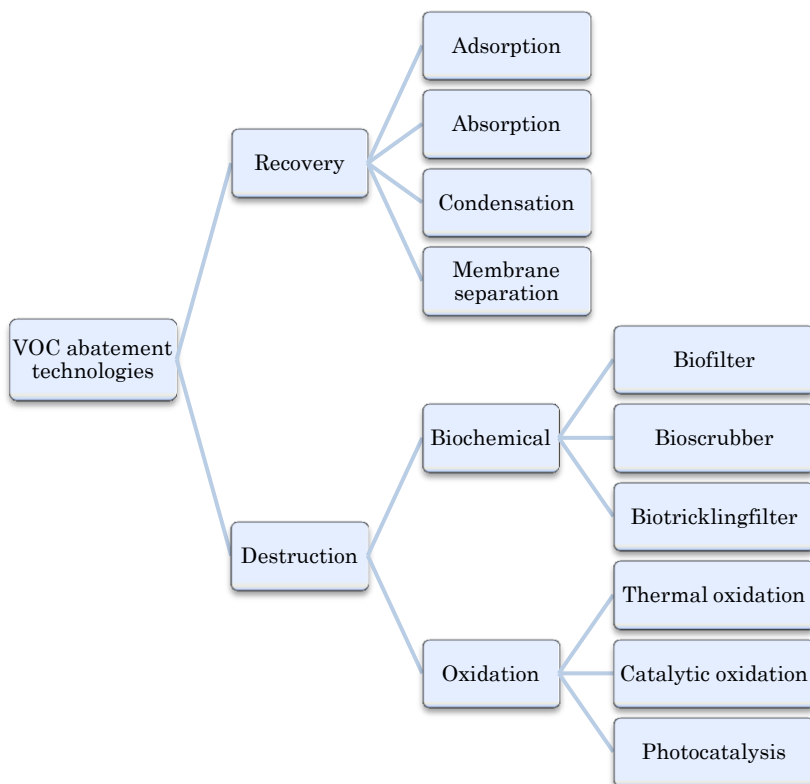 Adsorption
Absorption
Recovery
Condensation
Membrane
separation
VOC abatement
technologies
Biofilter
Biochemical
Bioscrubber
Biotricklingfilter
Destruction
Thermal oxidation
Oxidation
Catalytic oxidation
Photocatalysis